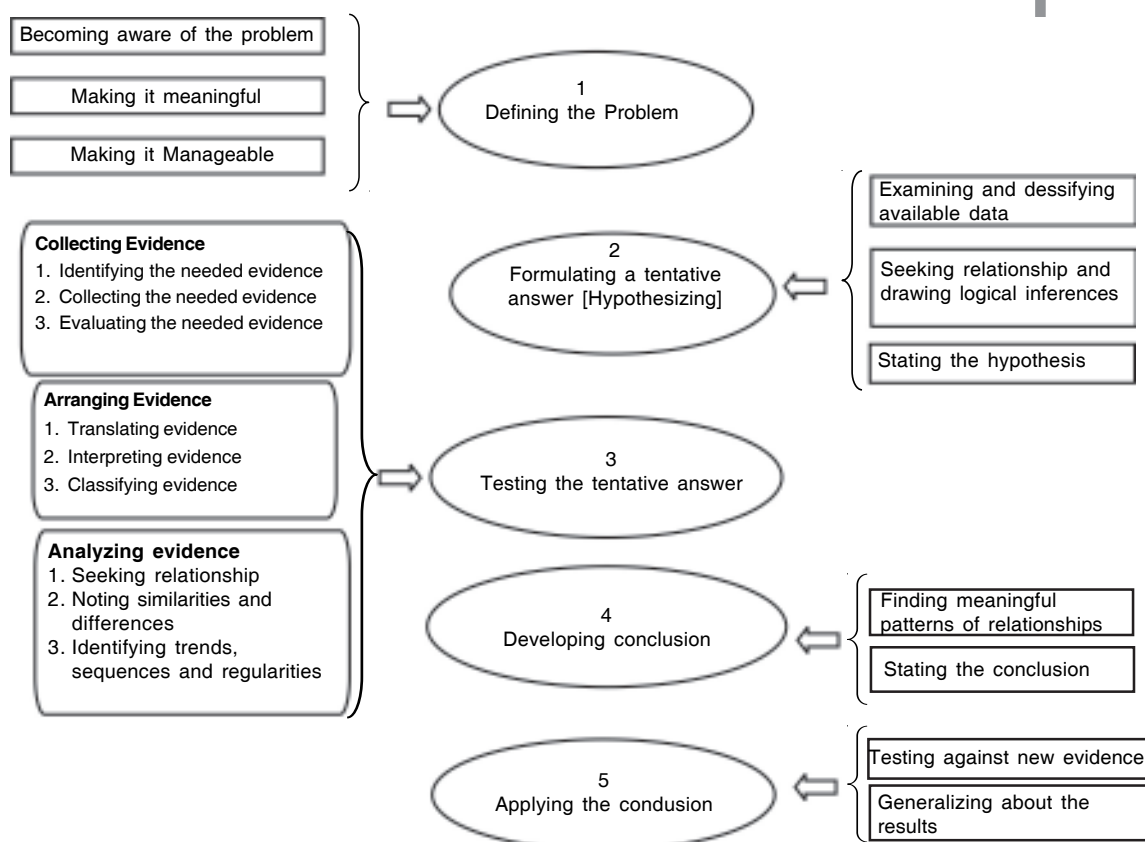 Becoming aware of the problem
Making it meaningful
Making it Manageable
1
Defining the Problem
Examining and dessifying
available data
Seeking relationship and
drawing logical inferences
Stating the hypothesis
2
Formulating a tentative
answer [Hypothesizing]
Collecting Evidence
1. Identifying the needed evidence
2. Collecting the needed evidence
3. Evaluating the needed evidence
Arranging Evidence
1. Translating evidence
2. Interpreting evidence
3. Classifying evidence
Analyzing evidence
1. Seeking relationship
2. Noting similarities and
differences
3. Identifying trends,
sequences and regularities
3
Testing the tentative answer
4
Developing conclusion
Finding meaningful
patterns of relationships
Stating the conclusion
5
Applying the condusion
Testing against new evidence
Generalizing about the
results